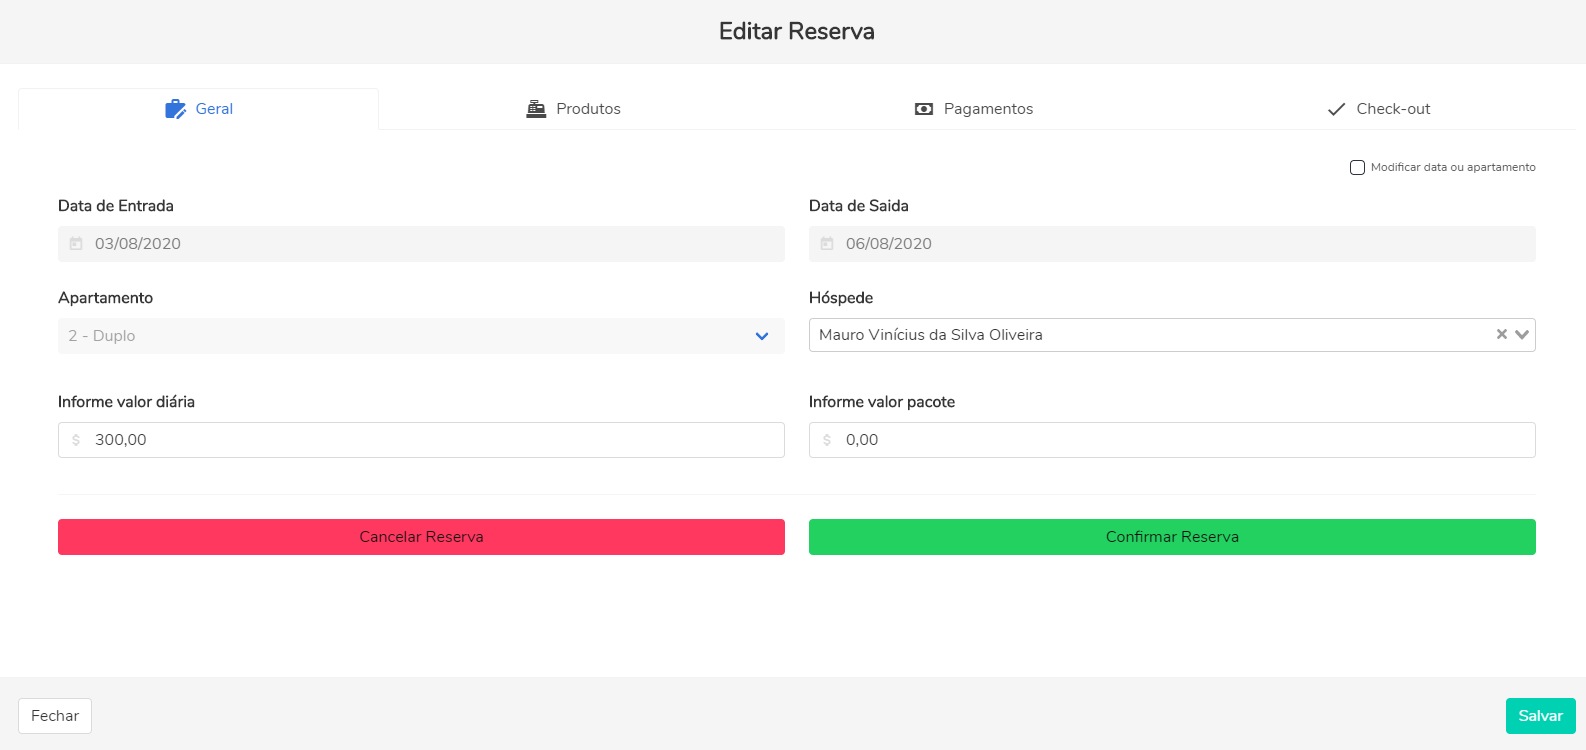 Editar Reserva
Geral
Produtos
Pagamentos
Check-out
Modificar data ou apartamento
Data de Entrada
Data de Saida
03/08/2020
06/08/2020
Apartamento
Hóspede
2 - Duplo
Mauro Vinícius da Silva Oliveira
Informe valor diária
Informe valor pacote
$ 300,00
$ 0,00
Cancelar Reserva
Confirmar Reserva
Fechar
Salvar